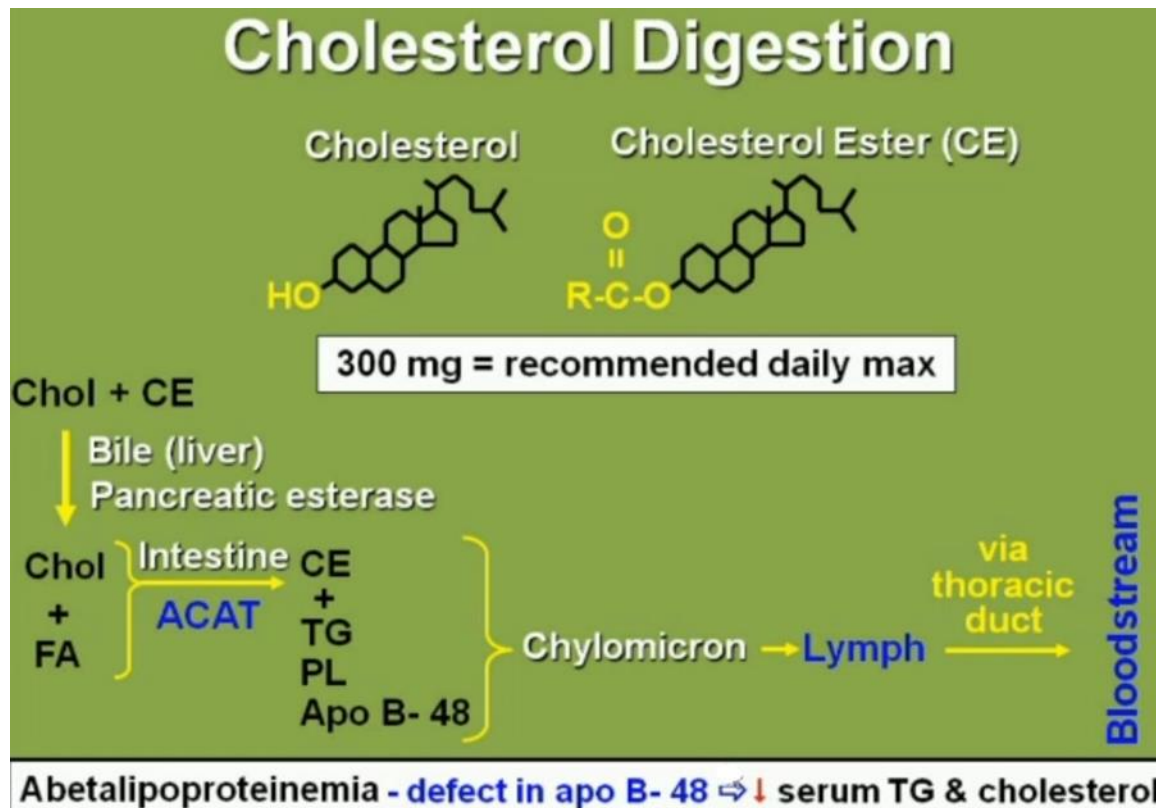 Cholesterol Digestion
Cholesterol
Cholesterol Ester (CE)
HO
O
=
R-C-O
300 mg = recommended daily max
Chol + CE
Bile (liver)
Pancreatic esterase
Chol
+
FA
Intestine
ACAT
CE
+
TG
PL
Apo B- 48
Chylomicron
Lymph
via
thoracic
duct
Bloodstream
Abetalipoproteinemia - defect in apo B- 48 ⇨↓ serum TG & cholesterol